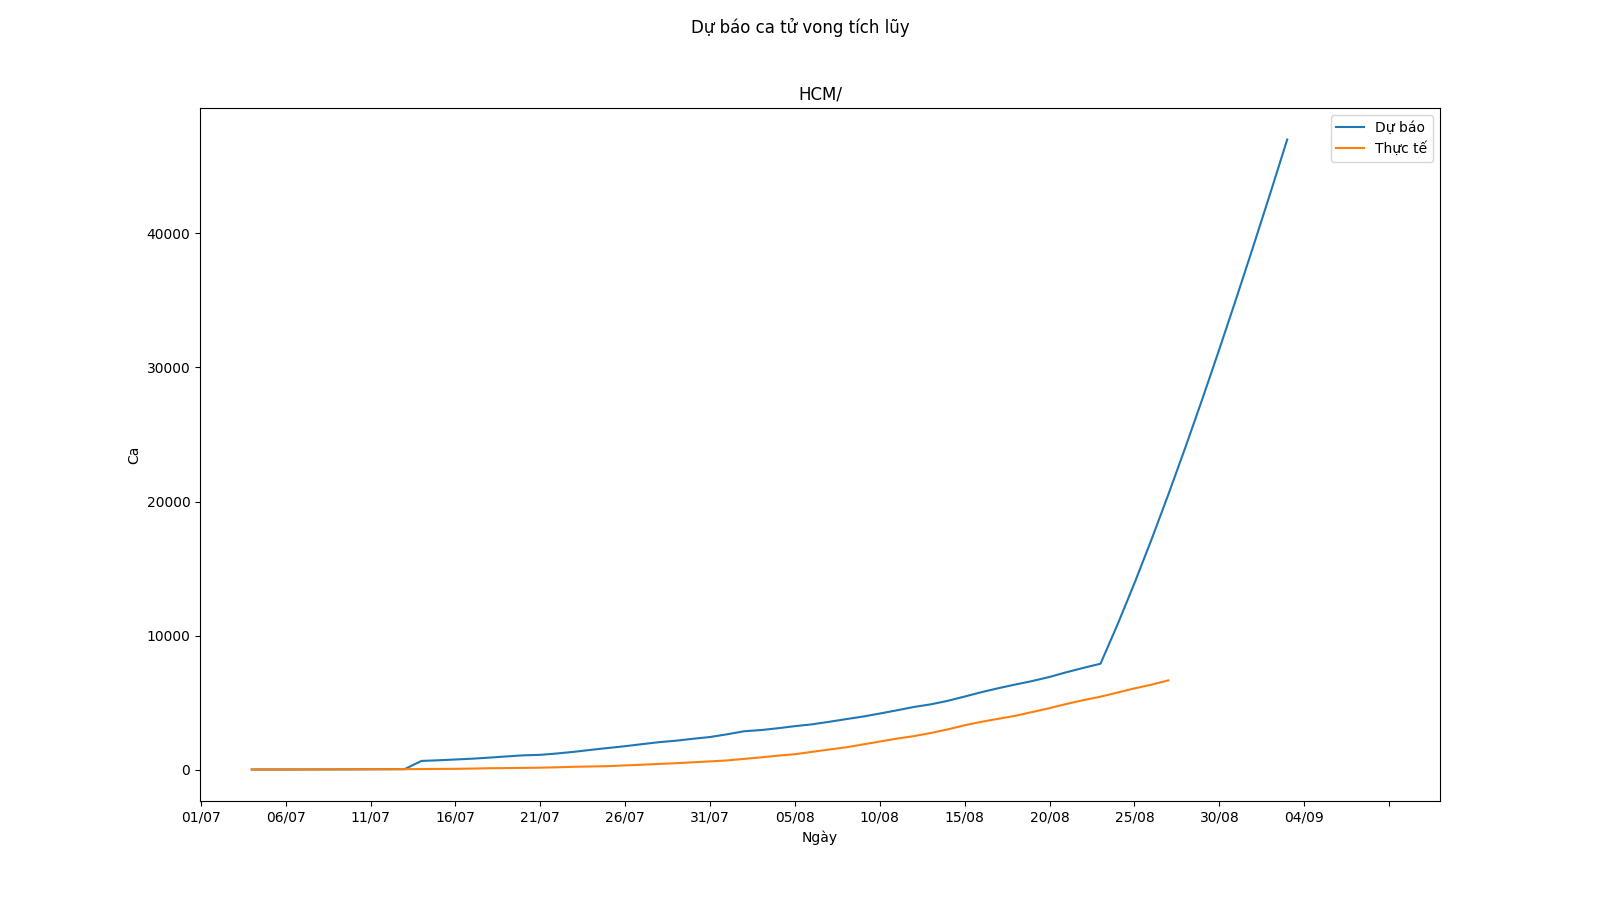 Dự báo ca tử vong tích lũy
HCM/
Dự báo
Thực tế
Ca
40000
30000
20000
10000
0
01/07 06/07 11/07 16/07 21/07 26/07 31/07 05/08 10/08 15/08 20/08 25/08 30/08 04/09
Ngày